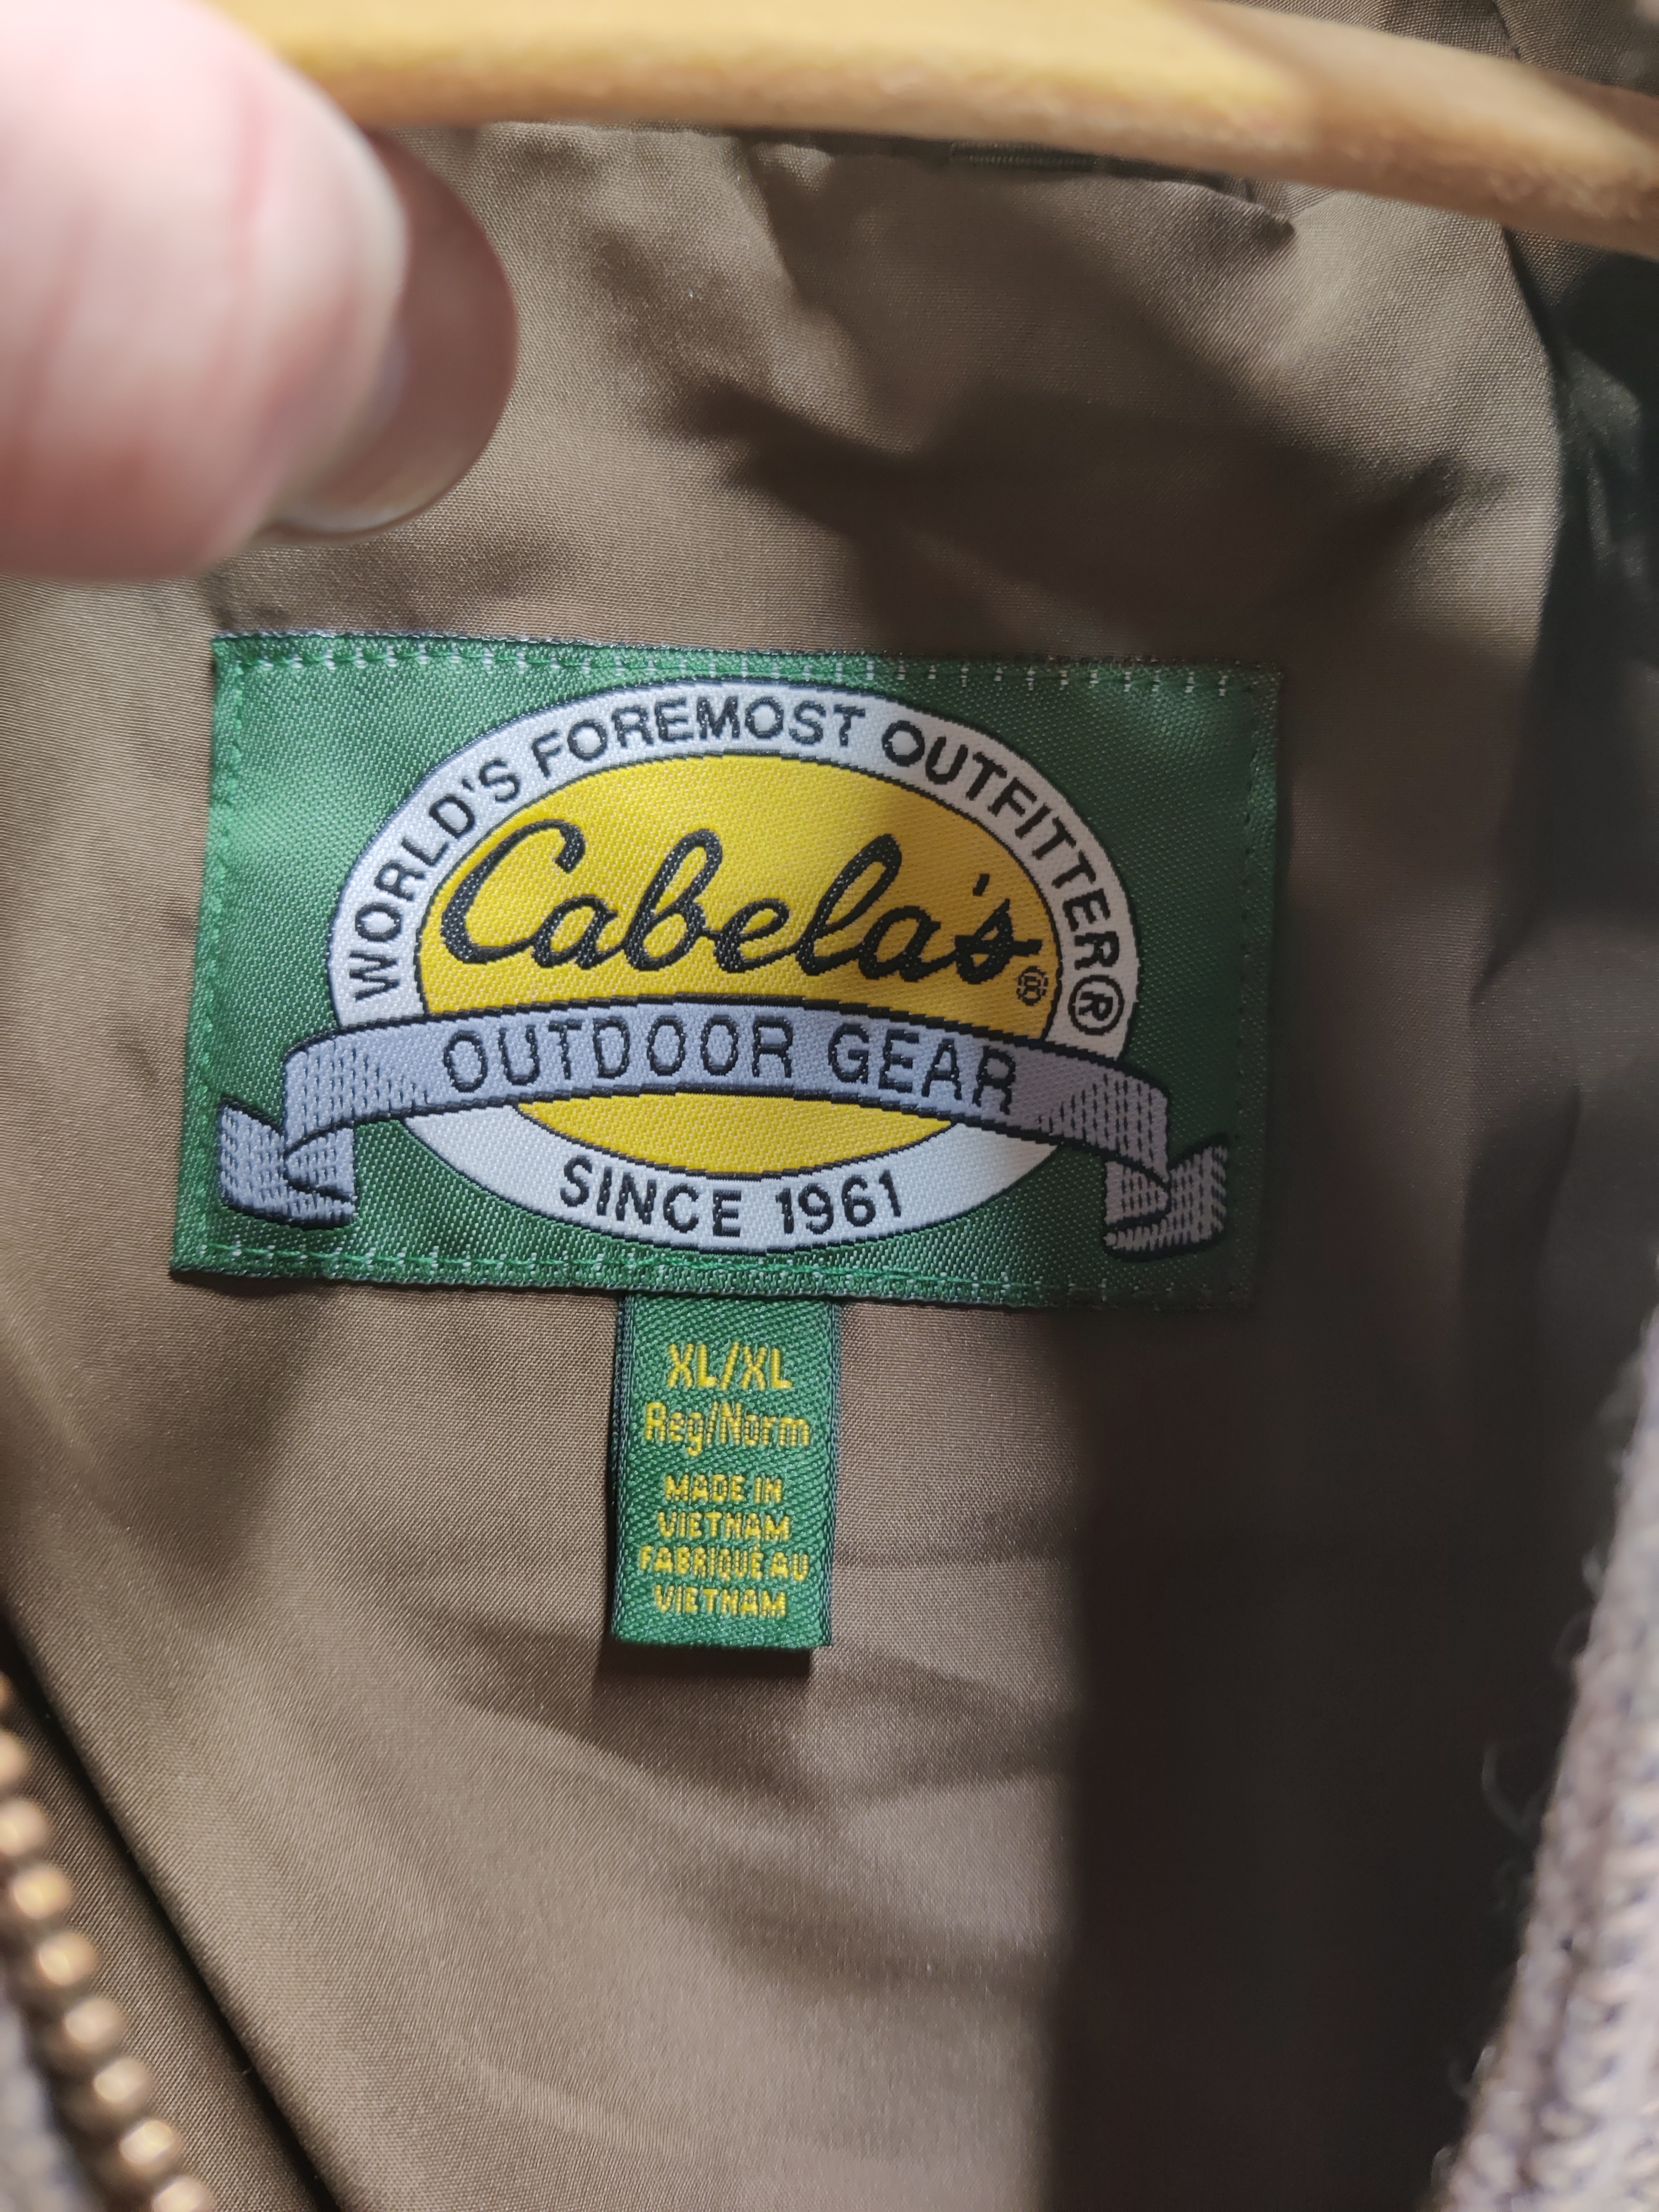 WORLD'S FOREMOST OUTFITTER®
Cabela's®
OUTDOOR GEAR
SINCE 1961
XL/XL
Reg/Norm
MADE IN
VIETNAM
FABRIQUÉ AU
VIETNAM